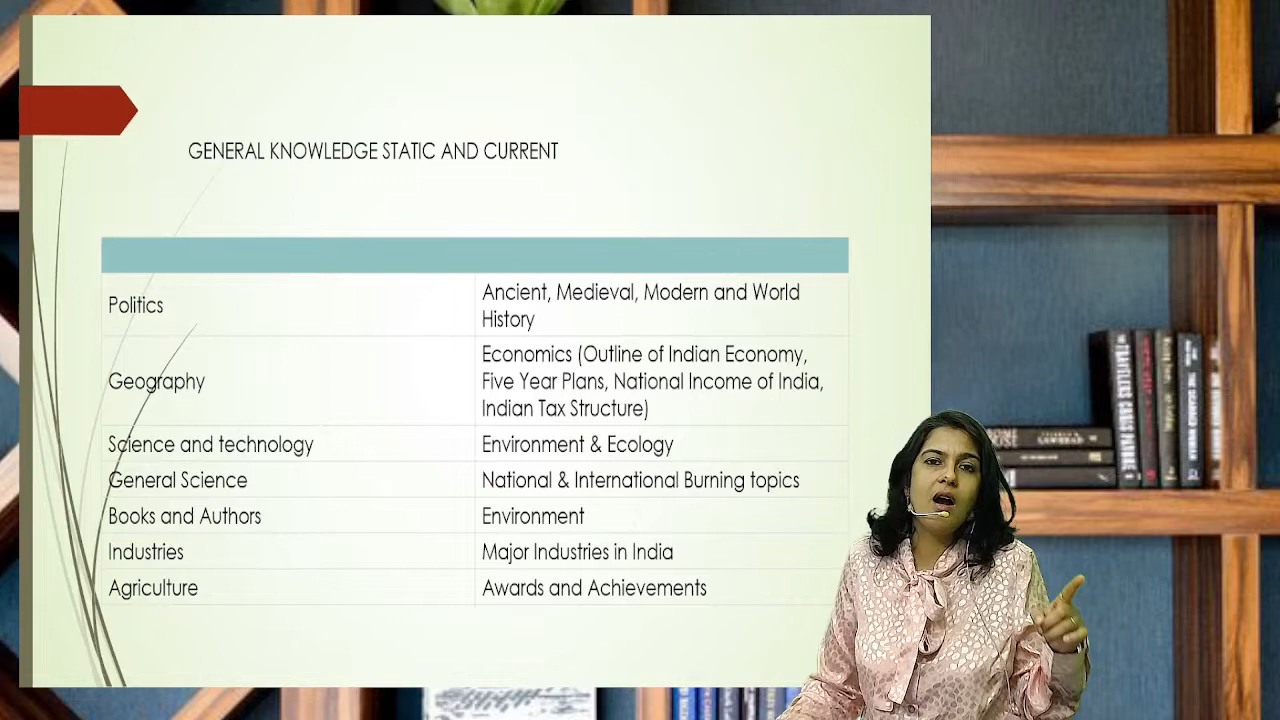 GENERAL KNOWLEDGE STATIC AND CURRENT
Politics
Ancient, Medieval, Modern and World
History
Geography
Economics (Outline of Indian Economy,
Five Year Plans, National Income of India,
Indian Tax Structure)
Science and technology
Environment & Ecology
General Science
National & International Burning topics
Books and Authors
Environment
Industries
Major Industries in India
Agriculture
Awards and Achievements